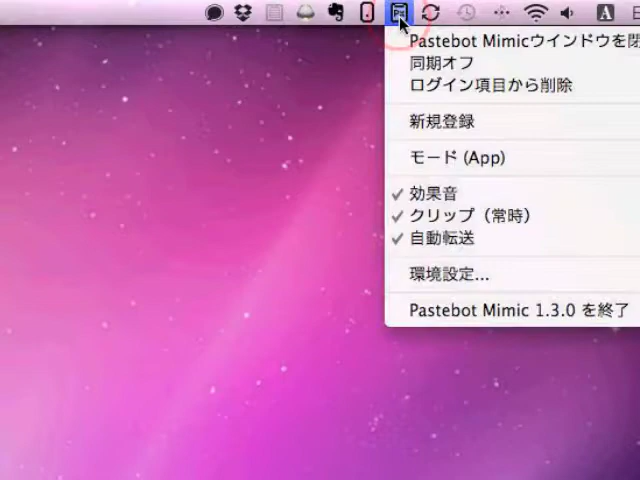 Pastebot Mimicウインドウを閉
同期オフ
ログイン項目から削除
新規登録
モード (App)
効果音
クリップ（常時）
自動転送
環境設定...
Pastebot Mimic 1.3.0 を終了